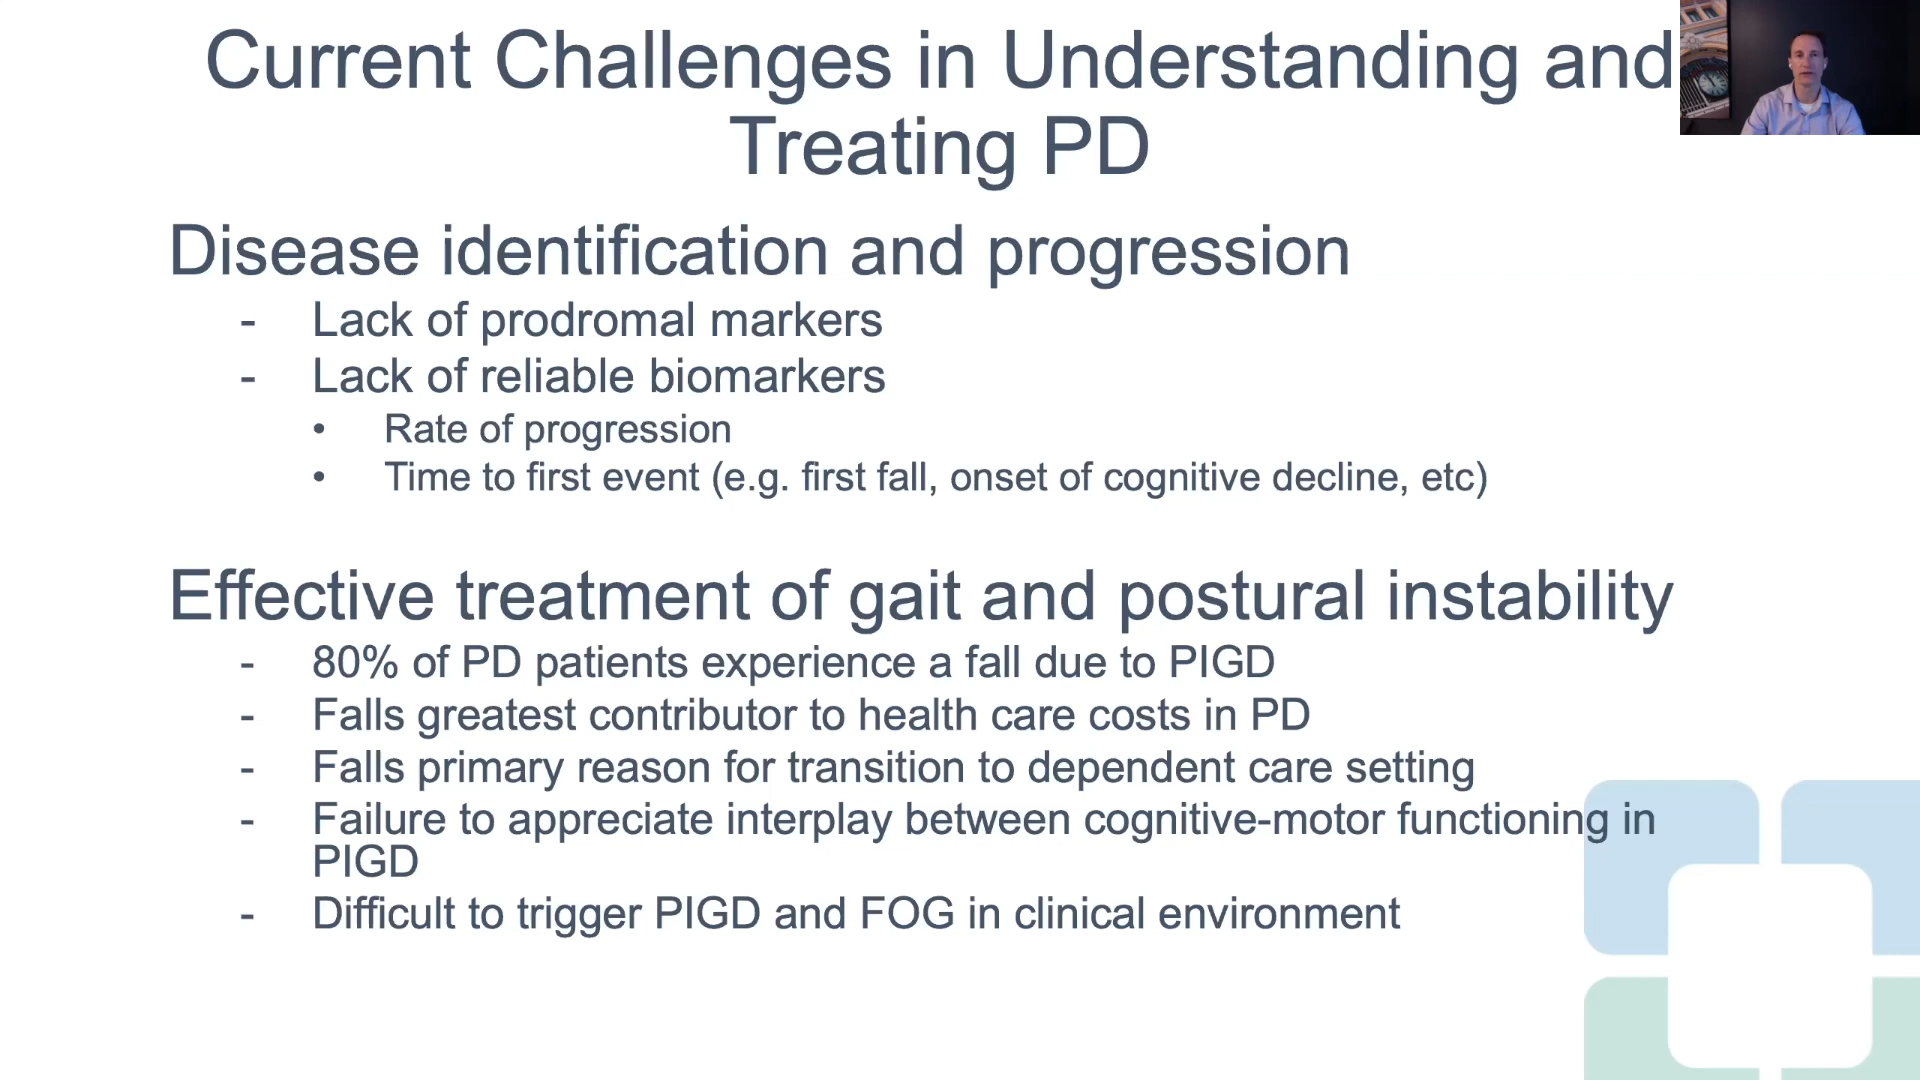 Current Challenges in Understanding and
Treating PD
Disease identification and progression
- Lack of prodromal markers
- Lack of reliable biomarkers
• Rate of progression
• Time to first event (e.g. first fall, onset of cognitive decline, etc)
Effective treatment of gait and postural instability
- 80% of PD patients experience a fall due to PIGD
- Falls greatest contributor to health care costs in PD
- Falls primary reason for transition to dependent care setting
- Failure to appreciate interplay between cognitive-motor functioning in
PIGD
- Difficult to trigger PIGD and FOG in clinical environment